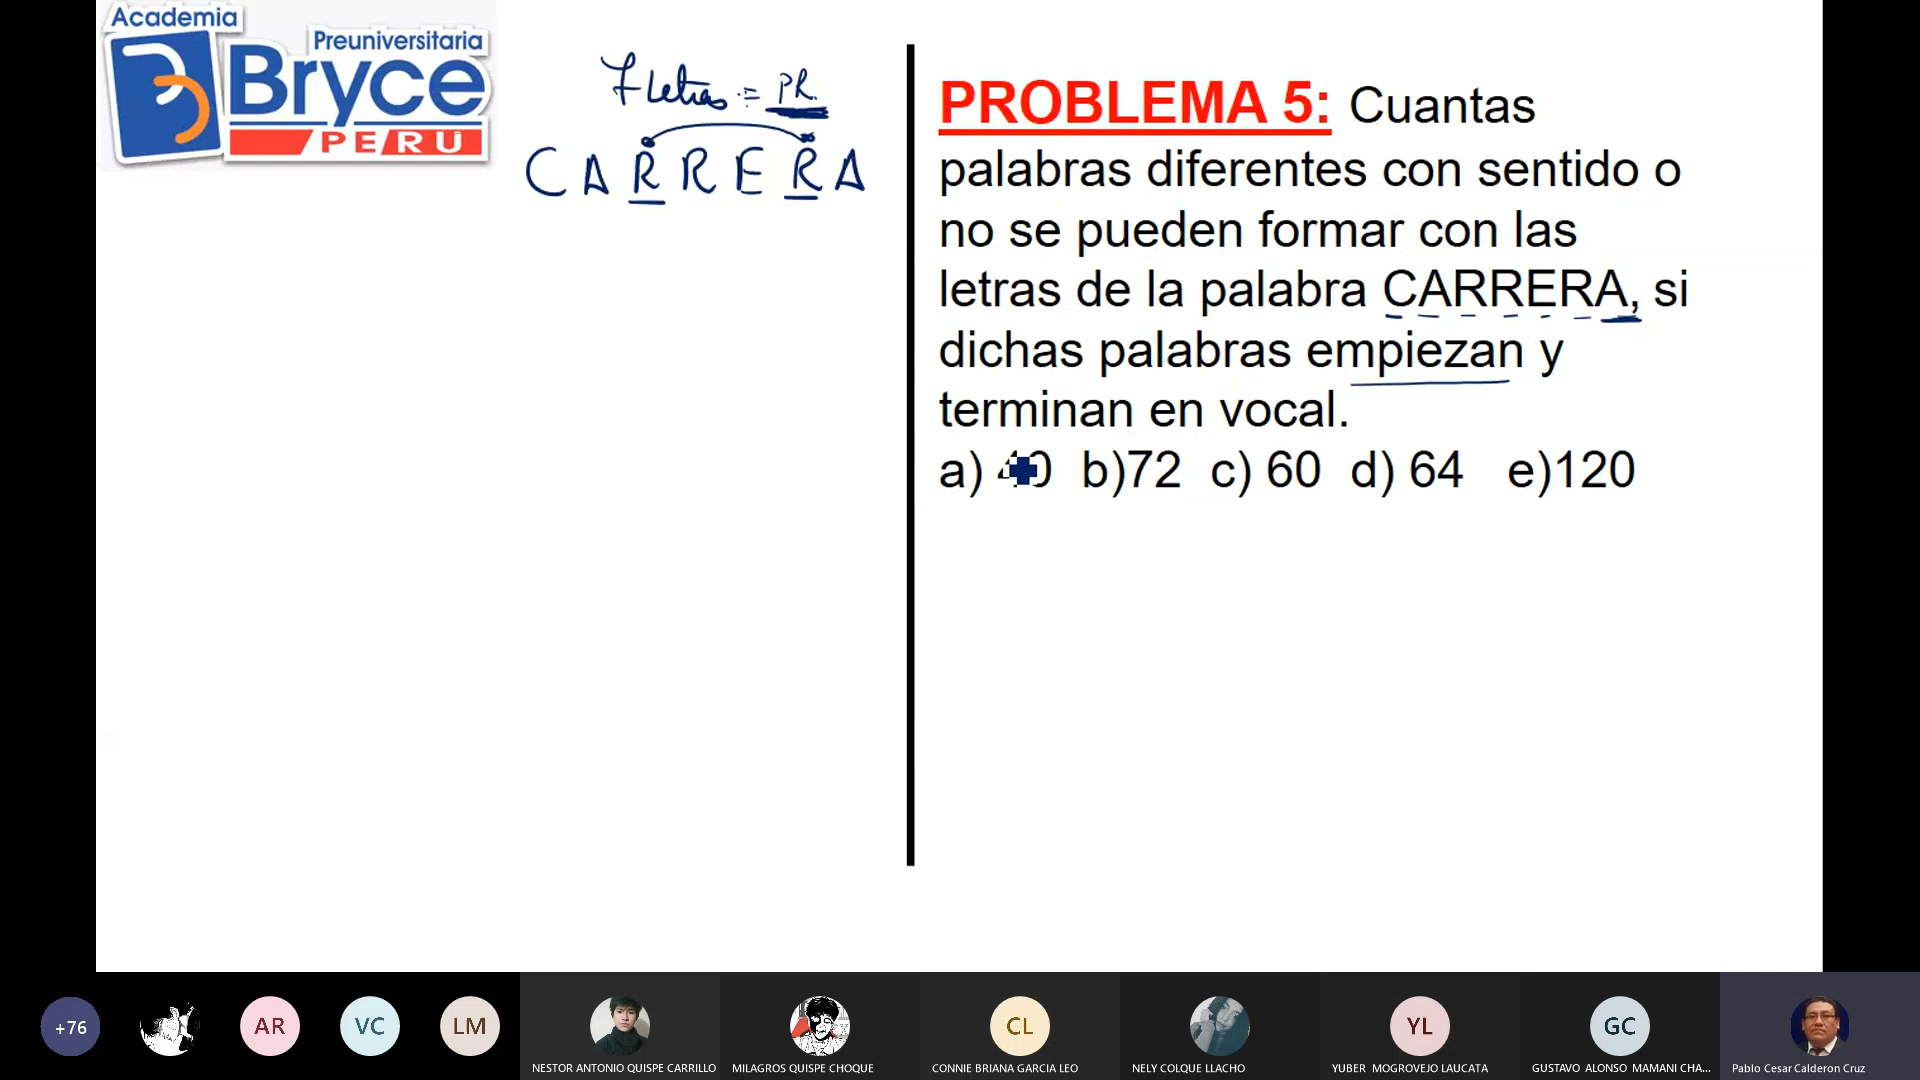 Academia
Preuniversitaria
Bryce
PERÚ
7 Letras = PR.
CARRERA
PROBLEMA 5: Cuantas
palabras diferentes con sentido o
no se pueden formar con las
letras de la palabra CARRERA, si
dichas palabras empiezan y
terminan en vocal.
a) 40 b)72 c) 60 d) 64 e)120
+76
AR
VC
LM
CL
YL
GC
NESTOR ANTONIO QUISPE CARRILLO
MILAGROS QUISPE CHOQUE
CONNIE BRIANA GARCIA LEO
NELY COLQUE LLACHO
YUBER MOGROVEJO LAUCATA
GUSTAVO ALONSO MAMANI CHA...
Pablo Cesar Calderon Cruz